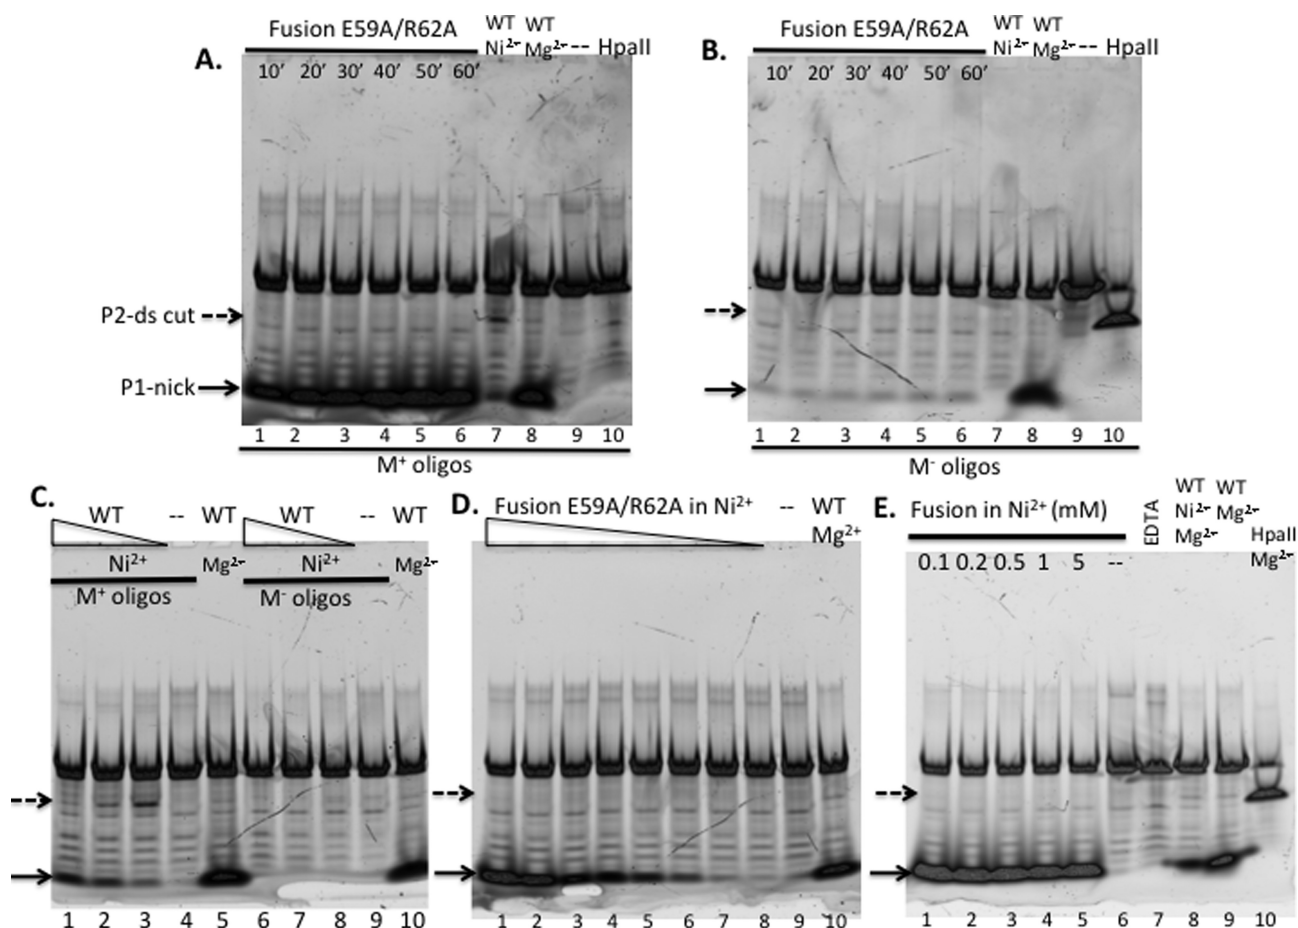 A.
Fusion E59A/R62A
WT WT
Ni²⁺ Mg²⁺ -- HpaII
10’ 20’ 30’ 40’ 50’ 60’
P2-ds cut
P1-nick
1 2 3 4 5 6 7 8 9 10
M⁺ oligos
B.
Fusion E59A/R62A
WT WT
Ni²⁺ Mg²⁺ -- HpaII
10’ 20’ 30’ 40’ 50’ 60’
1 2 3 4 5 6 7 8 9 10
M⁻ oligos
C.
WT -- WT WT -- WT
Ni²⁺ Mg²⁺ Ni²⁺ Mg²⁺
M⁺ oligos M⁻ oligos
1 2 3 4 5 6 7 8 9 10
D.
Fusion E59A/R62A in Ni²⁺ -- WT
Mg²⁺
1 2 3 4 5 6 7 8 9 10
E.
Fusion in Ni²⁺ (mM)
EDTA
WT WT
Ni²⁺ Mg²⁺
Mg²⁺
HpaII
Mg²⁺
0.1 0.2 0.5 1 5 --
1 2 3 4 5 6 7 8 9 10